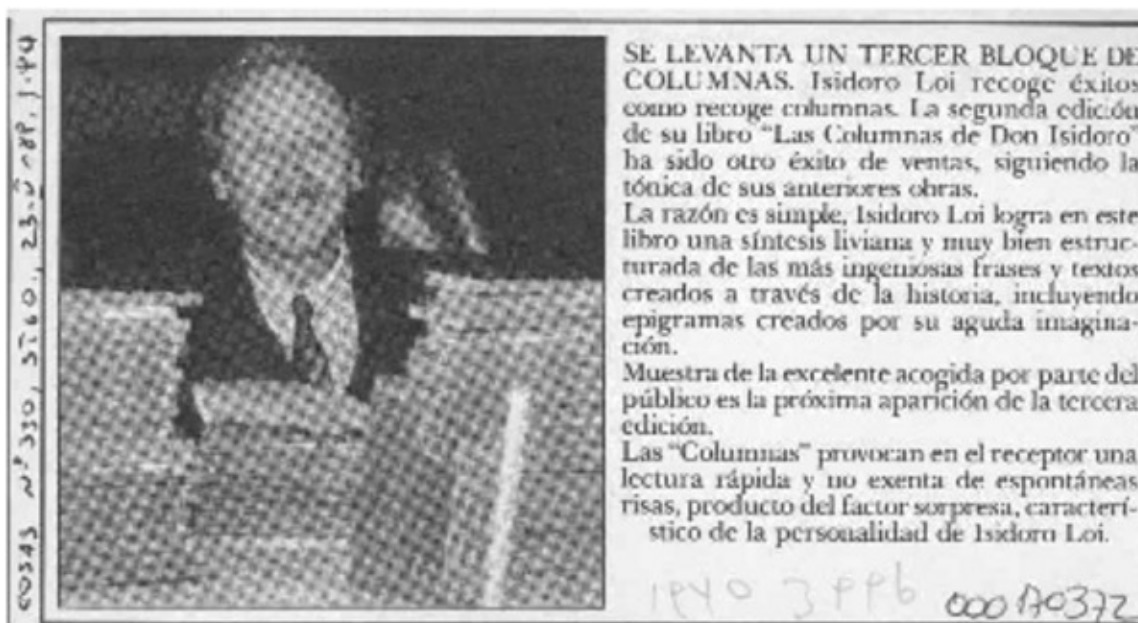 SE LEVANTA UN TERCER BLOQUE DE
COLUMNAS. Isidoro Loi recoge éxitos
como recoge columnas. La segunda edición
de su libro "Las Columnas de Don Isidoro"
ha sido otro éxito de ventas, siguiendo la
tónica de sus anteriores obras.
La razón es simple, Isidoro Loi logra en este
libro una síntesis liviana y muy bien estruc-
turada de las más ingeniosas frases y textos
creados a través de la historia, incluyendo
epigramas creados por su aguda imagina-
ción.
Muestra de la excelente acogida por parte del
público es la próxima aparición de la tercera
edición.
Las "Columnas" provocan en el receptor una
lectura rápida y no exenta de espontáneas
risas, producto del factor sorpresa, caracterí-
stico de la personalidad de Isidoro Loi.
000170372